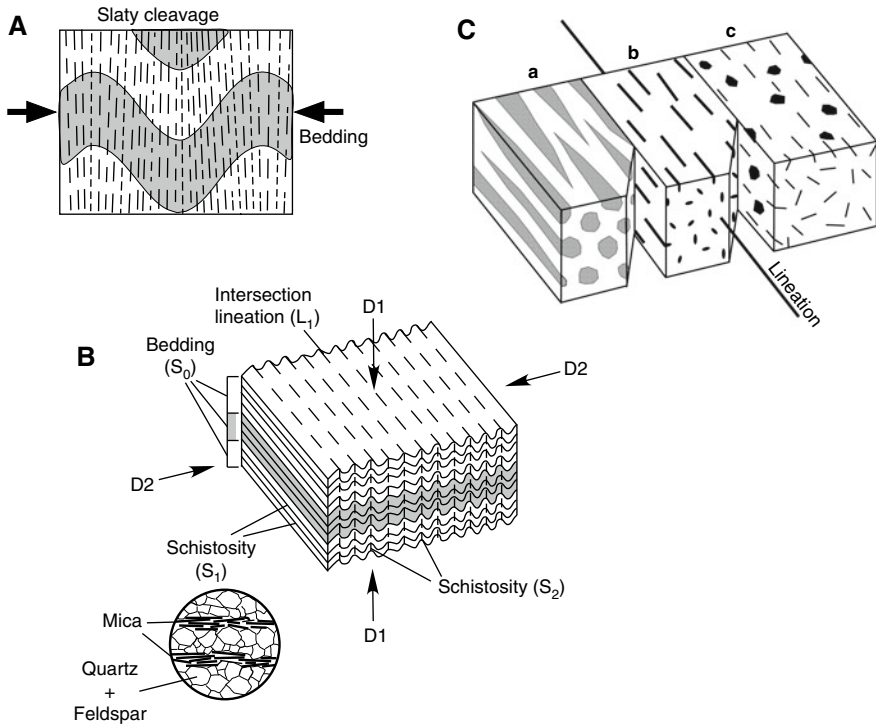 A
Slaty cleavage
Bedding
C
a
b
c
Lineation
B
Intersection
lineation (L₁)
D1
Bedding
(S₀)
D2
D2
Schistosity
(S₁)
Schistosity (S₂)
D1
Mica
Quartz
+
Feldspar